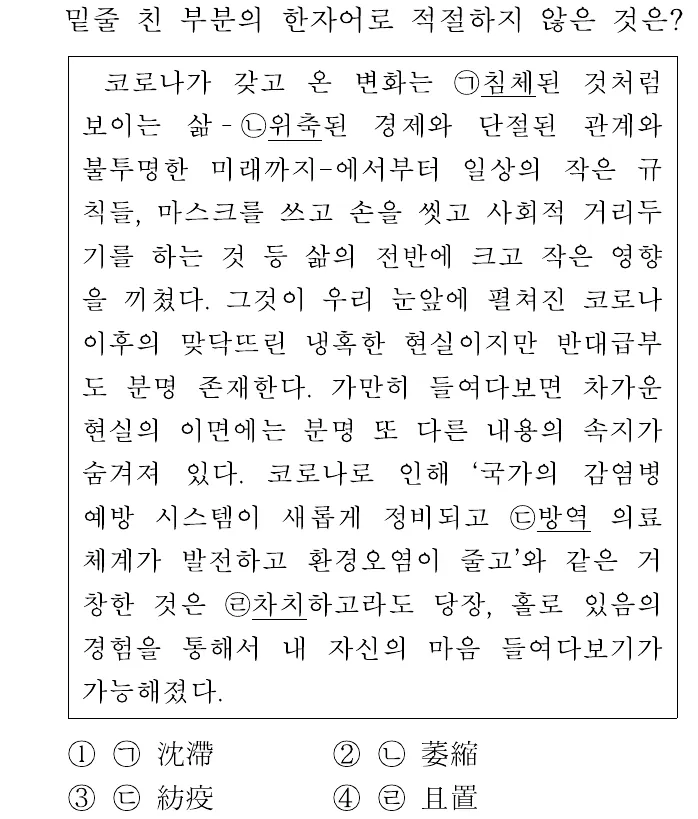 밑줄 친 부분의 한자어로 적절하지 않은 것은?
코로나가 갖고 온 변화는 ㉠침체된 것처럼
보이는 삶-㉡위축된 경제와 단절된 관계와
불투명한 미래까지-에서부터 일상의 작은 규
칙들, 마스크를 쓰고 손을 씻고 사회적 거리두
기를 하는 것 등 삶의 전반에 크고 작은 영향
을 끼쳤다. 그것이 우리 눈앞에 펼쳐진 코로나
이후의 맞닥뜨린 냉혹한 현실이지만 반대급부
도 분명 존재한다. 가만히 들여다보면 차가운
현실의 이면에는 분명 또 다른 내용의 속지가
숨겨져 있다. 코로나로 인해 ‘국가의 감염병
예방 시스템이 새롭게 정비되고 ㉢방역 의료
체계가 발전하고 환경오염이 줄고’와 같은 거
창한 것은 ㉣차치하고라도 당장, 홀로 있음의
경험을 통해서 내 자신의 마음 들여다보기가
가능해졌다.
① ㉠ 沈滯 ② ㉡ 萎縮
③ ㉢ 紡疫 ④ ㉣ 且置